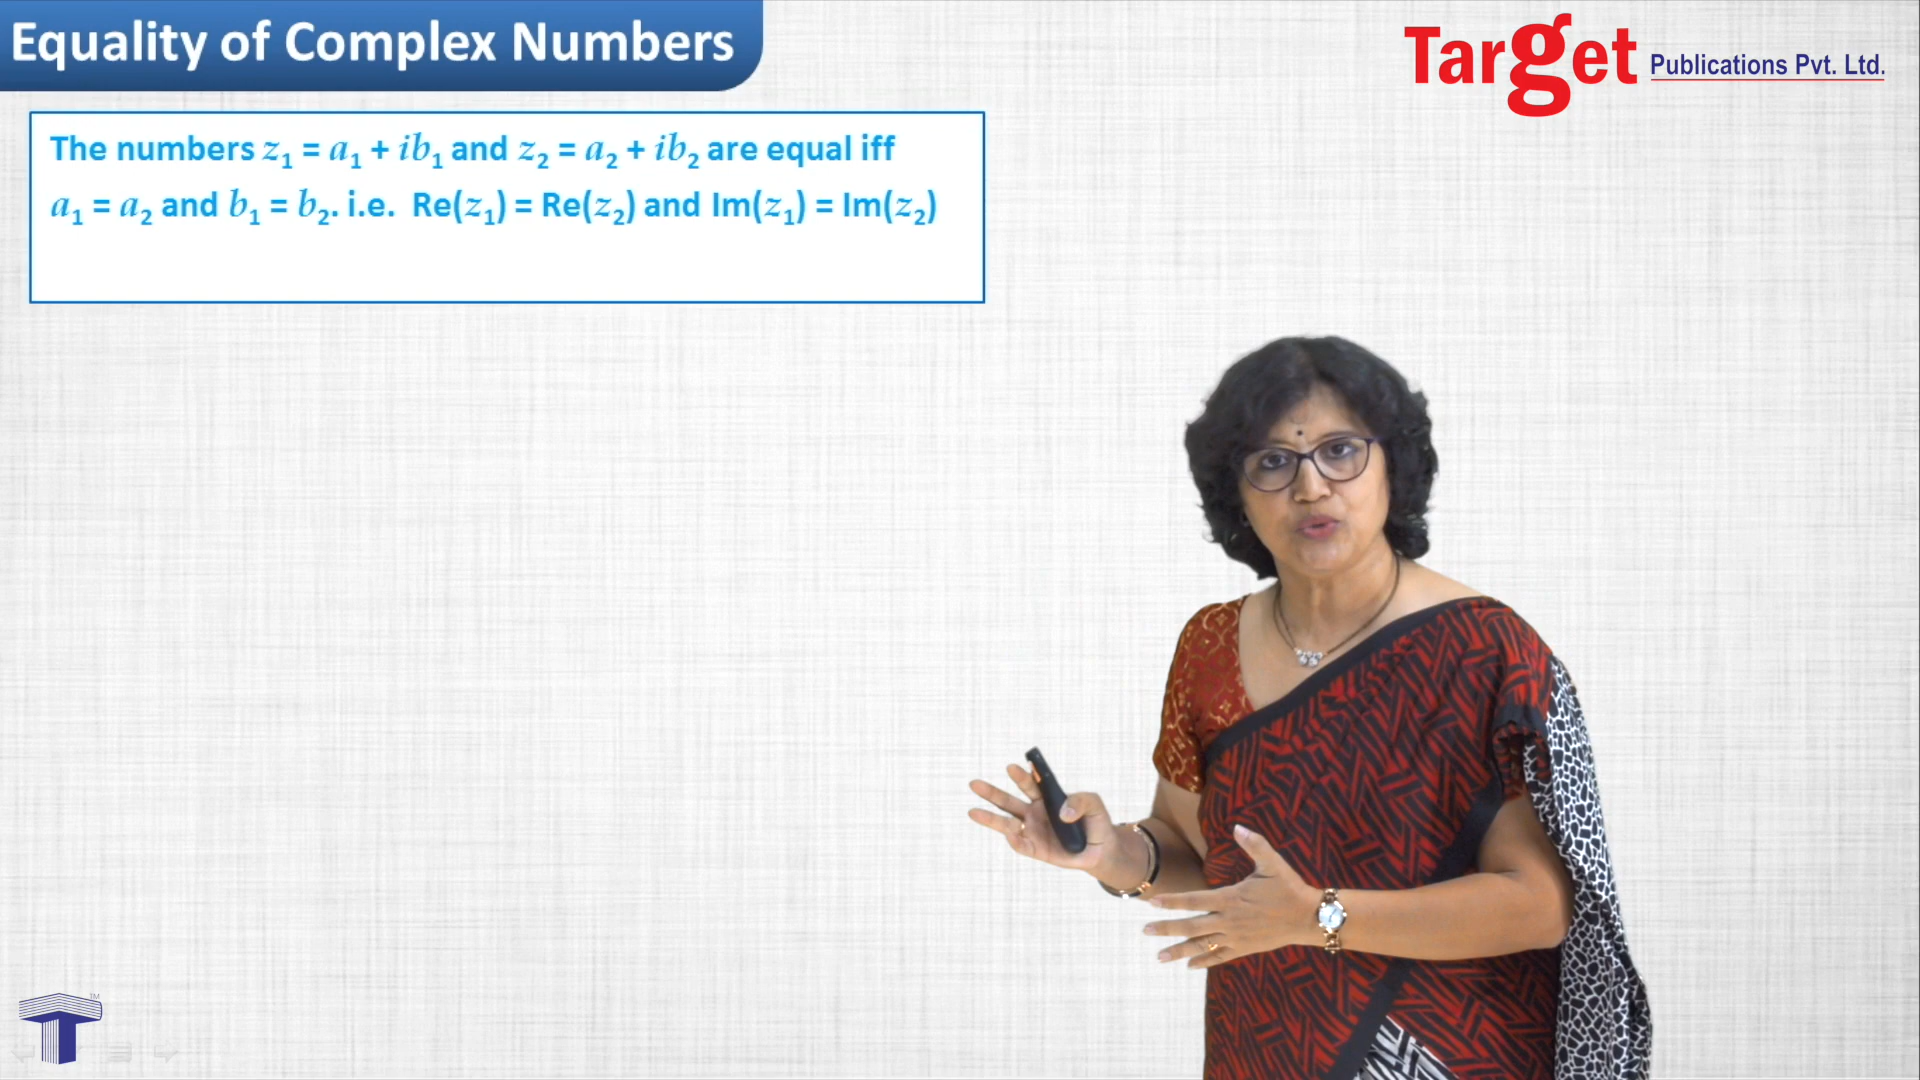 Equality of Complex Numbers
Target Publications Pvt. Ltd.
The numbers z₁ = a₁ + ib₁ and z₂ = a₂ + ib₂ are equal iff
a₁ = a₂ and b₁ = b₂. i.e. Re(z₁) = Re(z₂) and Im(z₁) = Im(z₂)
TM